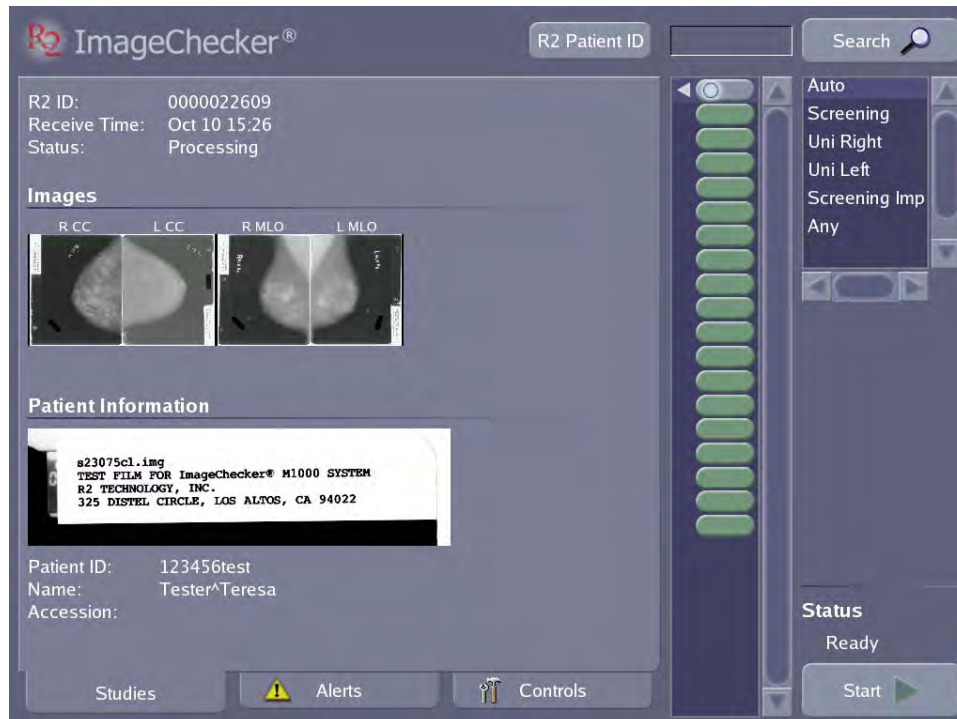 R2 ImageChecker®
R2 Patient ID
Search
R2 ID: 0000022609
Receive Time: Oct 10 15:26
Status: Processing
Images
R CC L CC R MLO L MLO
Patient Information
s23075cl.img
TEST FILM FOR ImageChecker® M1000 SYSTEM
R2 TECHNOLOGY, INC.
325 DISTEL CIRCLE, LOS ALTOS, CA 94022
Patient ID: 123456test
Name: Tester^Teresa
Accession:
Studies
Alerts
Controls
Auto
Screening
Uni Right
Uni Left
Screening Imp
Any
Status
Ready
Start